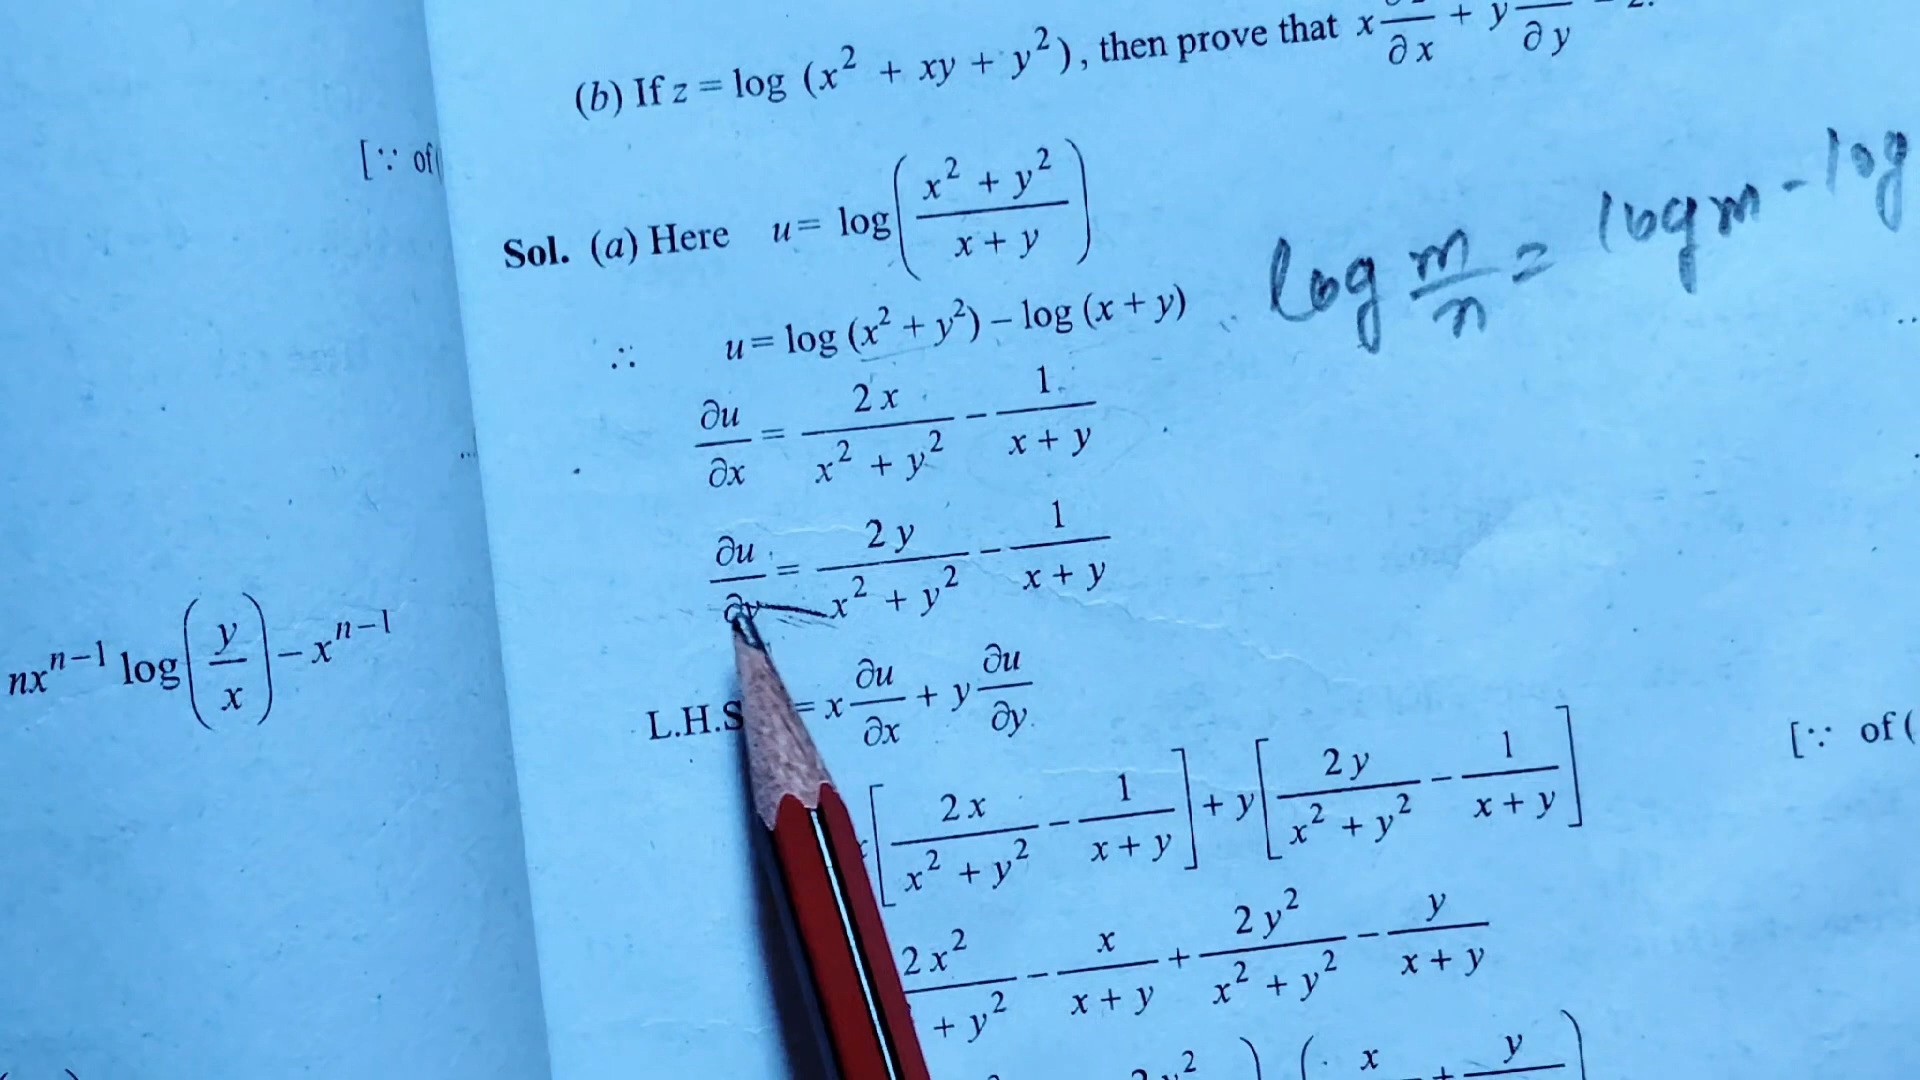 (b) If z = log (x² + xy + y²), then prove that x ∂ / ∂x + y / ∂y
[∵ of
Sol. (a) Here u = log((x² + y²) / (x + y))
log m/n = log m - log
∴ u = log (x² + y²) – log (x + y)
∂u/∂x = 2x/(x² + y²) − 1/(x + y)
∂u/∂y = 2y/(x² + y²) − 1/(x + y)
nxⁿ⁻¹ log(y/x) − xⁿ⁻¹
L.H.S = x ∂u/∂x + y ∂u/∂y
[2x/(x² + y²) − 1/(x + y)] + y[2y/(x² + y²) − 1/(x + y)]
[∵ of (
2x²/ + y² − x/(x + y) + 2y²/(x² + y²) − y/(x + y)
x + y